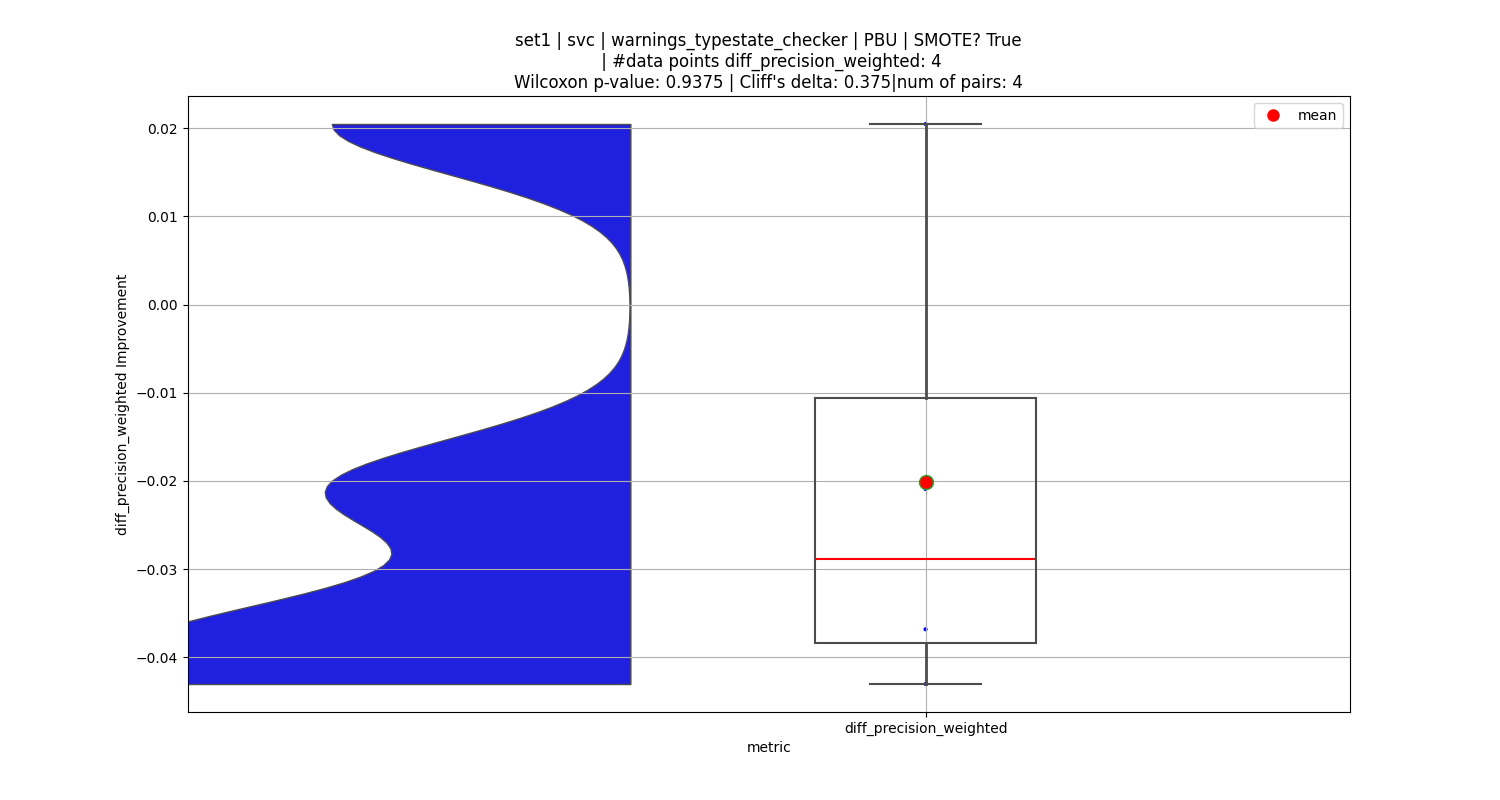 set1 | svc | warnings_typestate_checker | PBU | SMOTE? True
| #data points diff_precision_weighted: 4
Wilcoxon p-value: 0.9375 | Cliff's delta: 0.375|num of pairs: 4
mean
0.02
0.01
0.00
−0.01
−0.02
−0.03
−0.04
diff_precision_weighted Improvement
diff_precision_weighted
metric